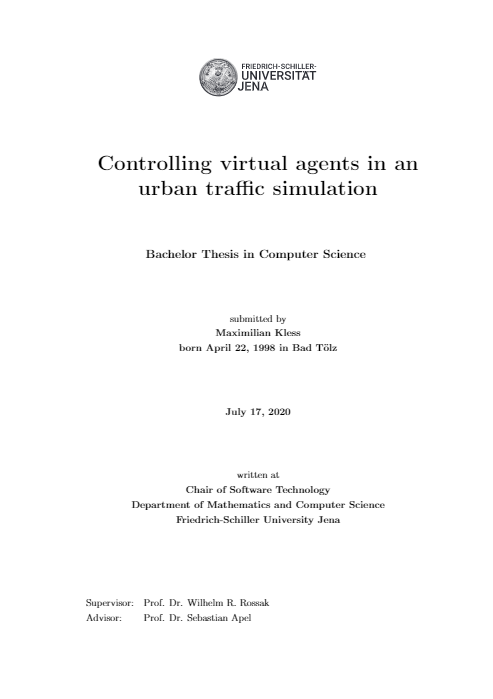 FRIEDRICH-SCHILLER-
UNIVERSITÄT
JENA
Controlling virtual agents in an
urban traffic simulation
Bachelor Thesis in Computer Science
submitted by
Maximilian Kless
born April 22, 1998 in Bad Tölz
July 17, 2020
written at
Chair of Software Technology
Department of Mathematics and Computer Science
Friedrich-Schiller University Jena
Supervisor: Prof. Dr. Wilhelm R. Rossak
Advisor: Prof. Dr. Sebastian Apel